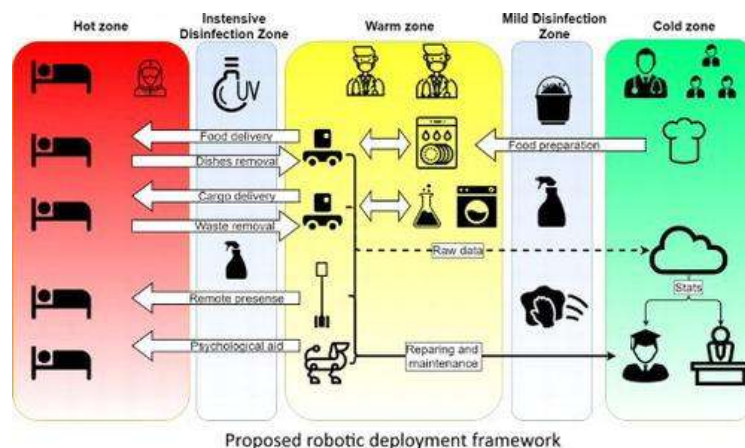 Hot zone
Instensive
Disinfection Zone
Warm zone
Mild Disinfection
Zone
Cold zone
UV
Food delivery
Dishes removal
Food preparation
Cargo delivery
Waste removal
Raw data
Stats
Remote presense
Psychological aid
Repairing and
maintenance
Proposed robotic deployment framework